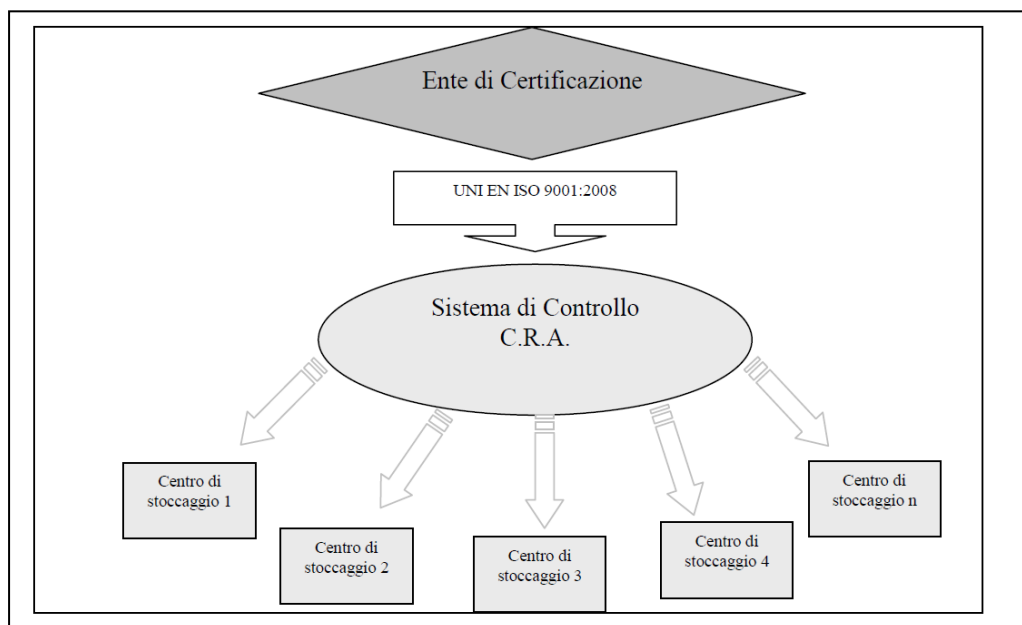 Ente di Certificazione
UNI EN ISO 9001:2008
Sistema di Controllo
C.R.A.
Centro di
stoccaggio 1
Centro di
stoccaggio 2
Centro di
stoccaggio 3
Centro di
stoccaggio 4
Centro di
stoccaggio n